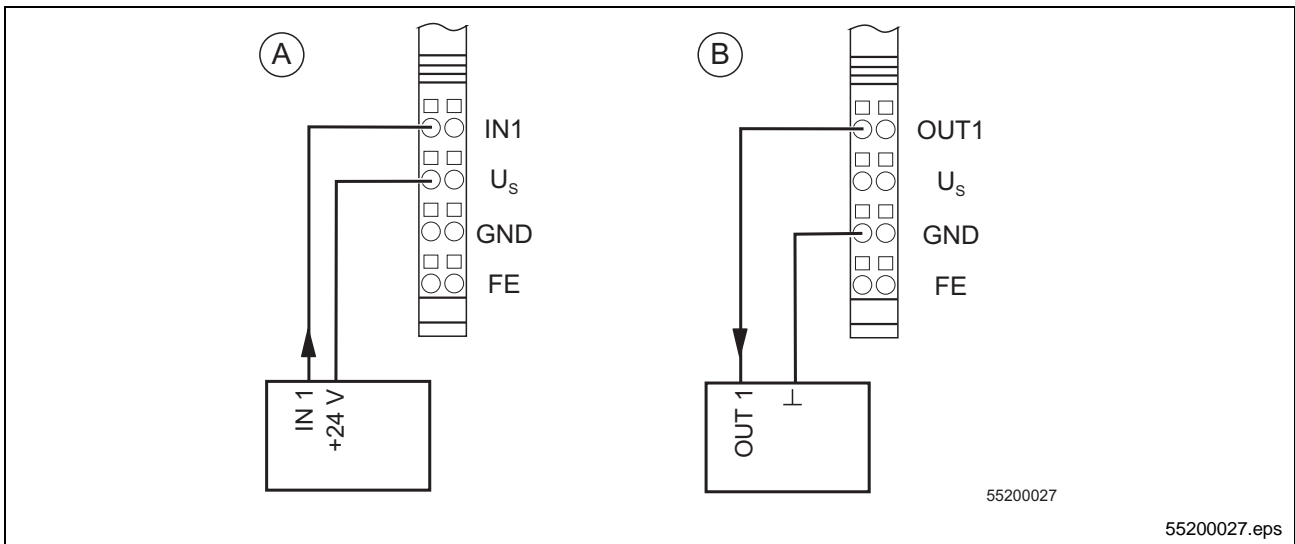 A
IN1
U_S
GND
FE
IN 1
+24 V
B
OUT1
U_S
GND
FE
OUT 1
⊥
55200027
55200027.eps